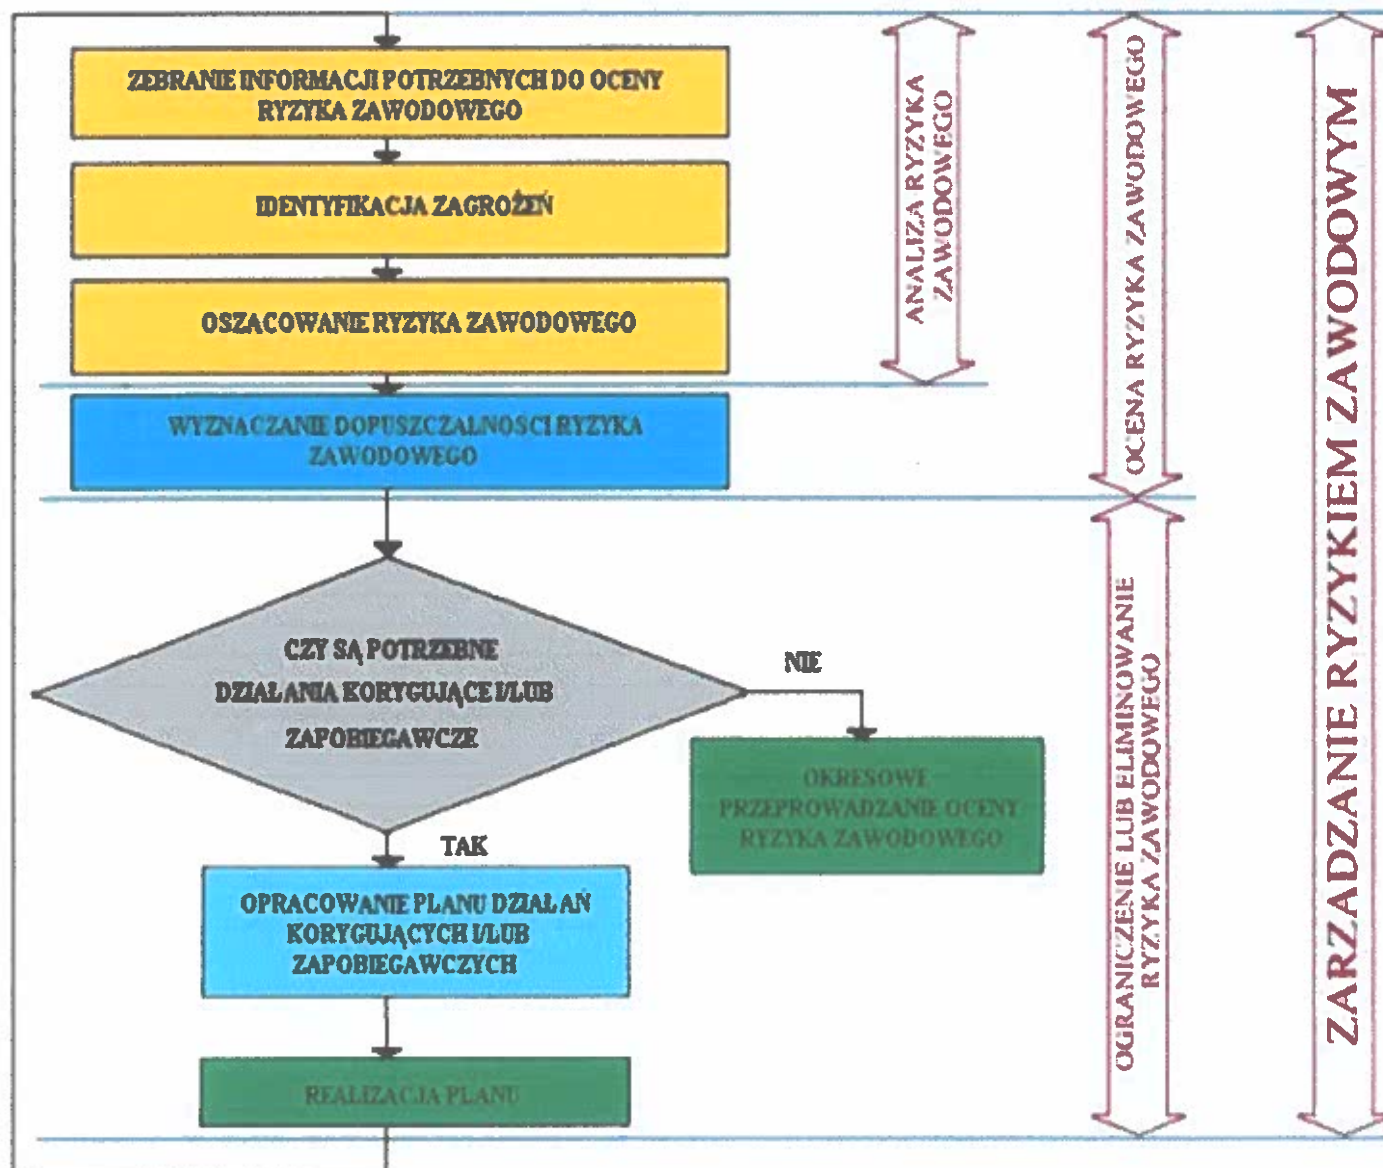 ZEBRANIE INFORMACJI POTRZEBNYCH DO OCENY
RYZYKA ZAWODOWEGO
IDENTYFIKACJA ZAGROŻEŃ
OSZACOWANIE RYZYKA ZAWODOWEGO
WYZNACZANIE DOPUSZCZALNOŚCI RYZYKA
ZAWODOWEGO
CZY SĄ POTRZEBNE
DZIAŁANIA KORYGUJĄCE I/LUB
ZAPOBIEGAWCZE
NIE
OKRESOWE
PRZEPROWADZANIE OCENY
RYZYKA ZAWODOWEGO
TAK
OPRACOWANIE PLANU DZIAŁAŃ
KORYGUJĄCYCH I/LUB
ZAPOBIEGAWCZYCH
REALIZACJA PLANU
ANALIZA RYZYKA
ZAWODOWEGO
OCENA RYZYKA ZAWODOWEGO
OGRANICZENIE LUB ELIMINOWANIE
RYZYKA ZAWODOWEGO
ZARZADZANIE RYZYKIEM ZAWODOWYM